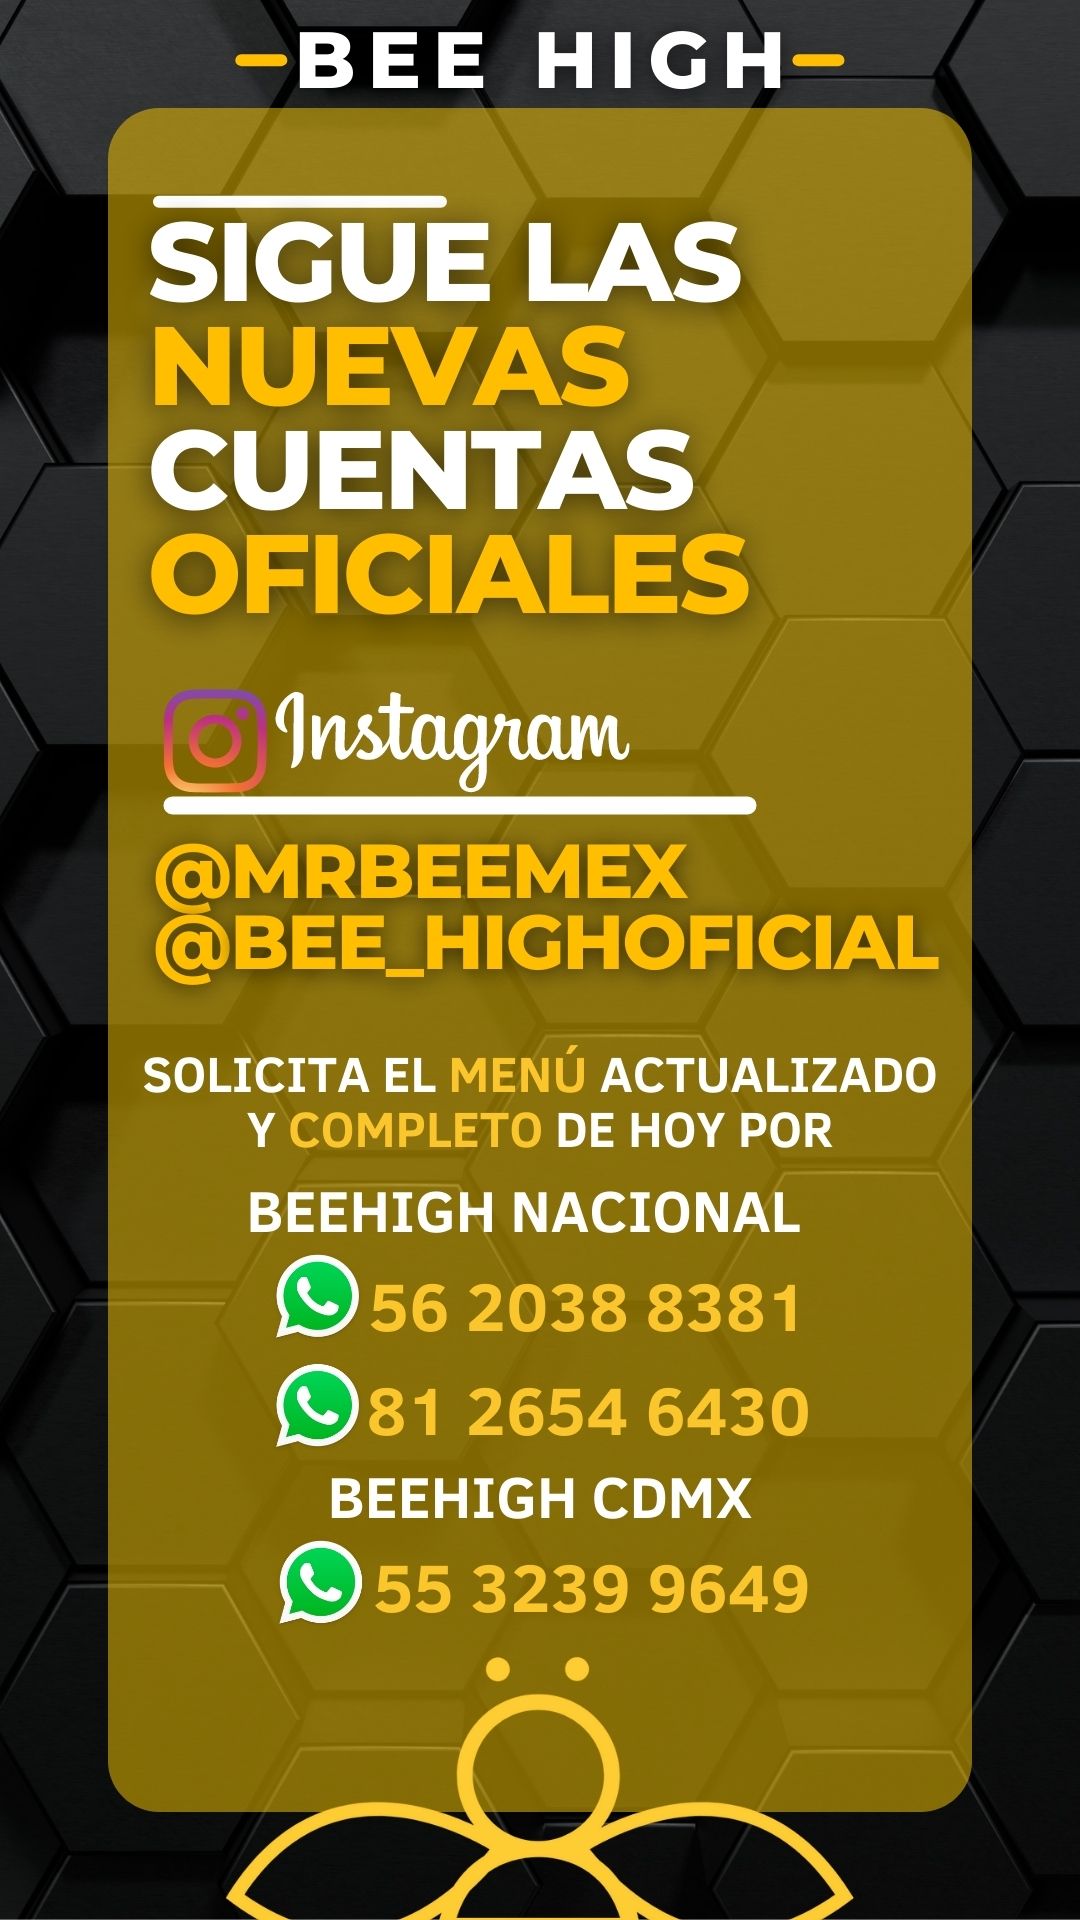 BEE HIGH
SIGUE LAS
NUEVAS
CUENTAS
OFICIALES
Instagram
@MRBEEMEX
@BEE_HIGHOFICIAL
SOLICITA EL MENÚ ACTUALIZADO
Y COMPLETO DE HOY POR
BEEHIGH NACIONAL
56 2038 8381
81 2654 6430
BEEHIGH CDMX
55 3239 9649